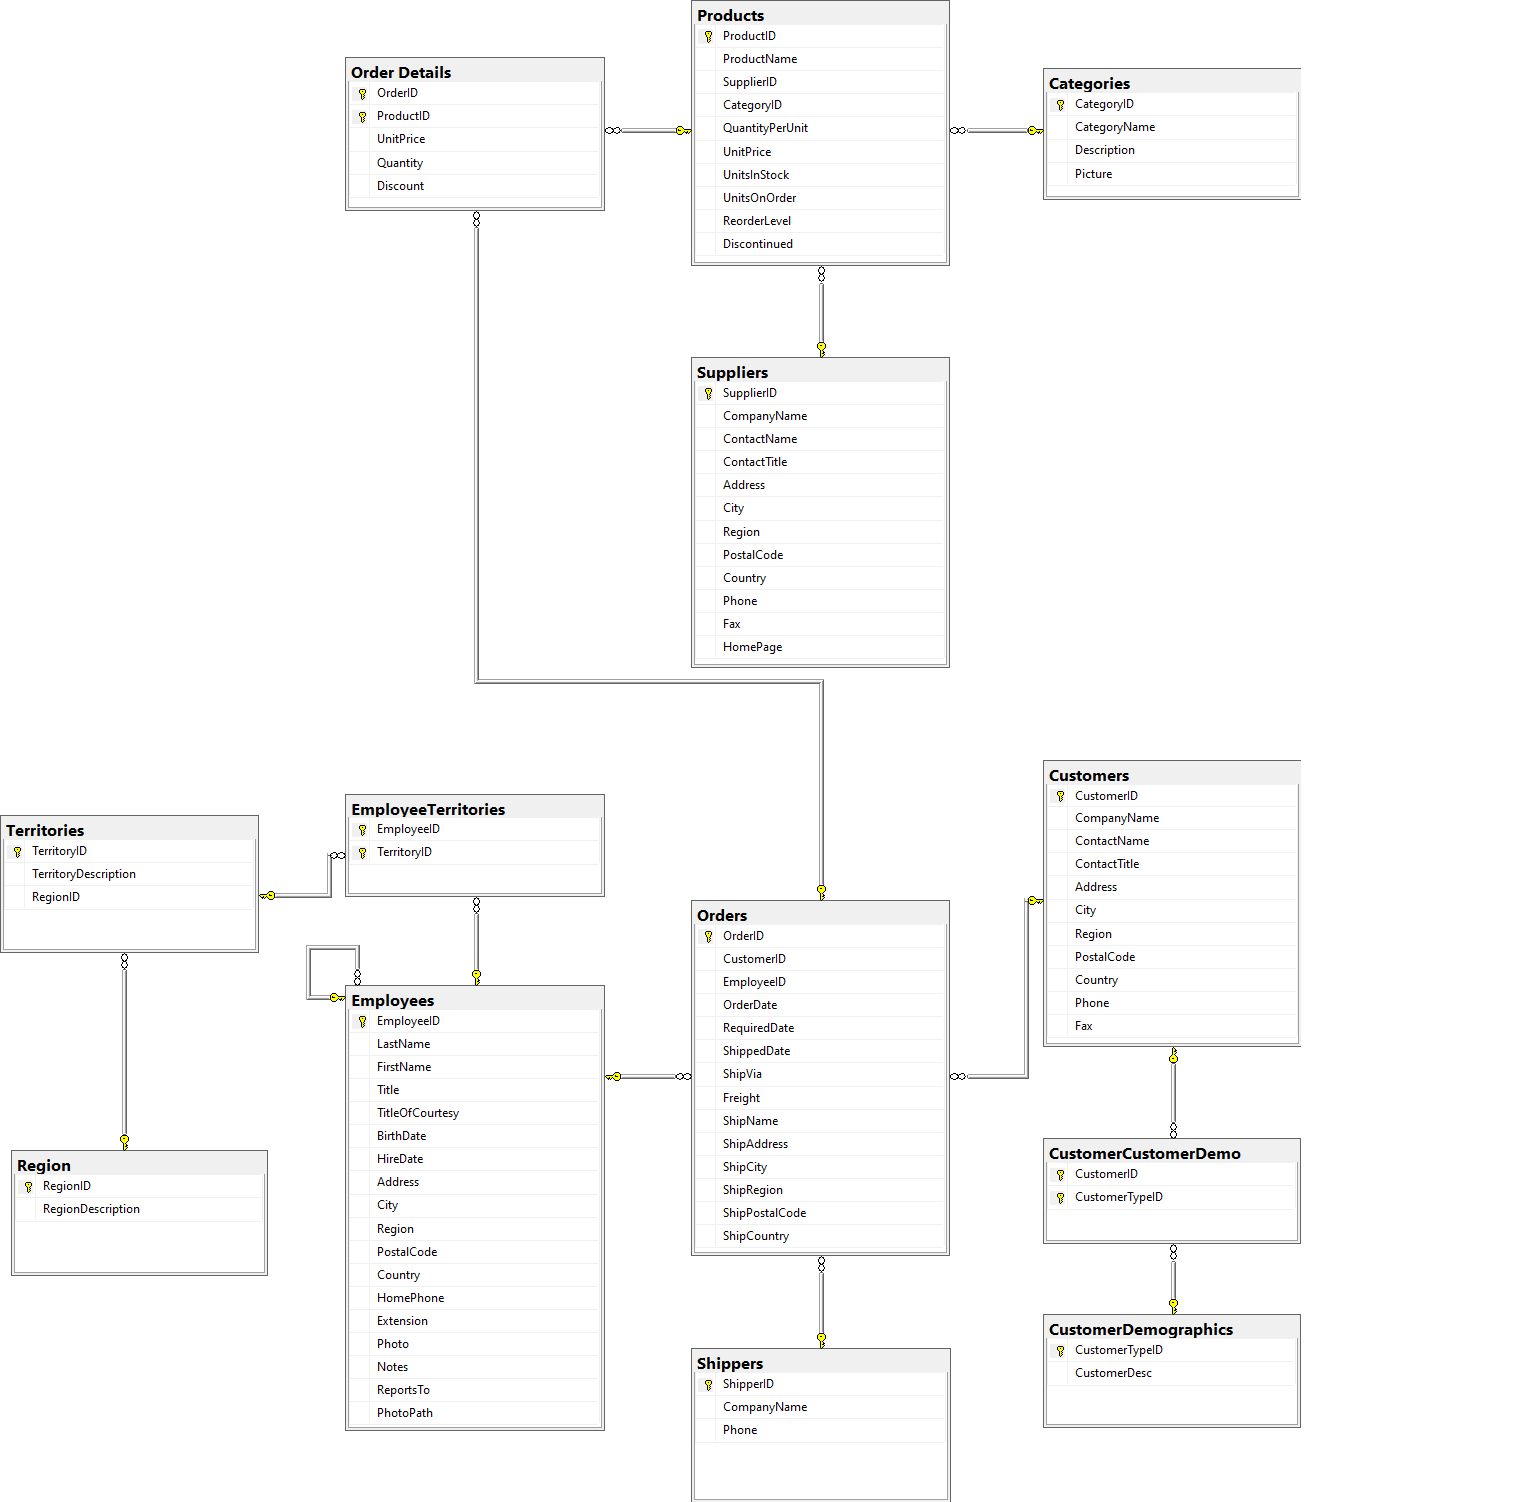 Products
ProductID
ProductName
SupplierID
CategoryID
QuantityPerUnit
UnitPrice
UnitsInStock
UnitsOnOrder
ReorderLevel
Discontinued
Order Details
OrderID
ProductID
UnitPrice
Quantity
Discount
Categories
CategoryID
CategoryName
Description
Picture
Suppliers
SupplierID
CompanyName
ContactName
ContactTitle
Address
City
Region
PostalCode
Country
Phone
Fax
HomePage
Territories
TerritoryID
TerritoryDescription
RegionID
EmployeeTerritories
EmployeeID
TerritoryID
Customers
CustomerID
CompanyName
ContactName
ContactTitle
Address
City
Region
PostalCode
Country
Phone
Fax
Orders
OrderID
CustomerID
EmployeeID
OrderDate
RequiredDate
ShippedDate
ShipVia
Freight
ShipName
ShipAddress
ShipCity
ShipRegion
ShipPostalCode
ShipCountry
Employees
EmployeeID
LastName
FirstName
Title
TitleOfCourtesy
BirthDate
HireDate
Address
City
Region
PostalCode
Country
HomePhone
Extension
Photo
Notes
ReportsTo
PhotoPath
Region
RegionID
RegionDescription
CustomerCustomerDemo
CustomerID
CustomerTypeID
CustomerDemographics
CustomerTypeID
CustomerDesc
Shippers
ShipperID
CompanyName
Phone